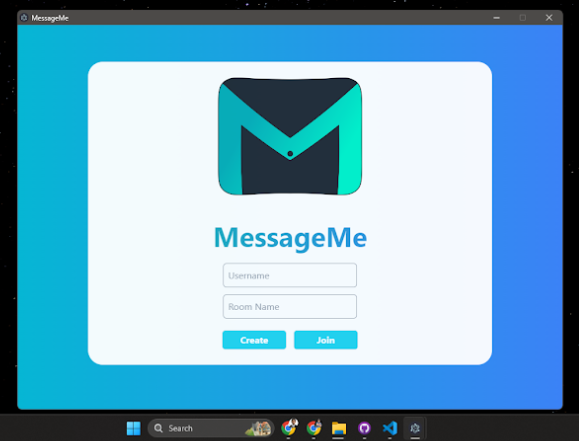 MessageMe
MessageMe
Username
Room Name
Create Join
Search